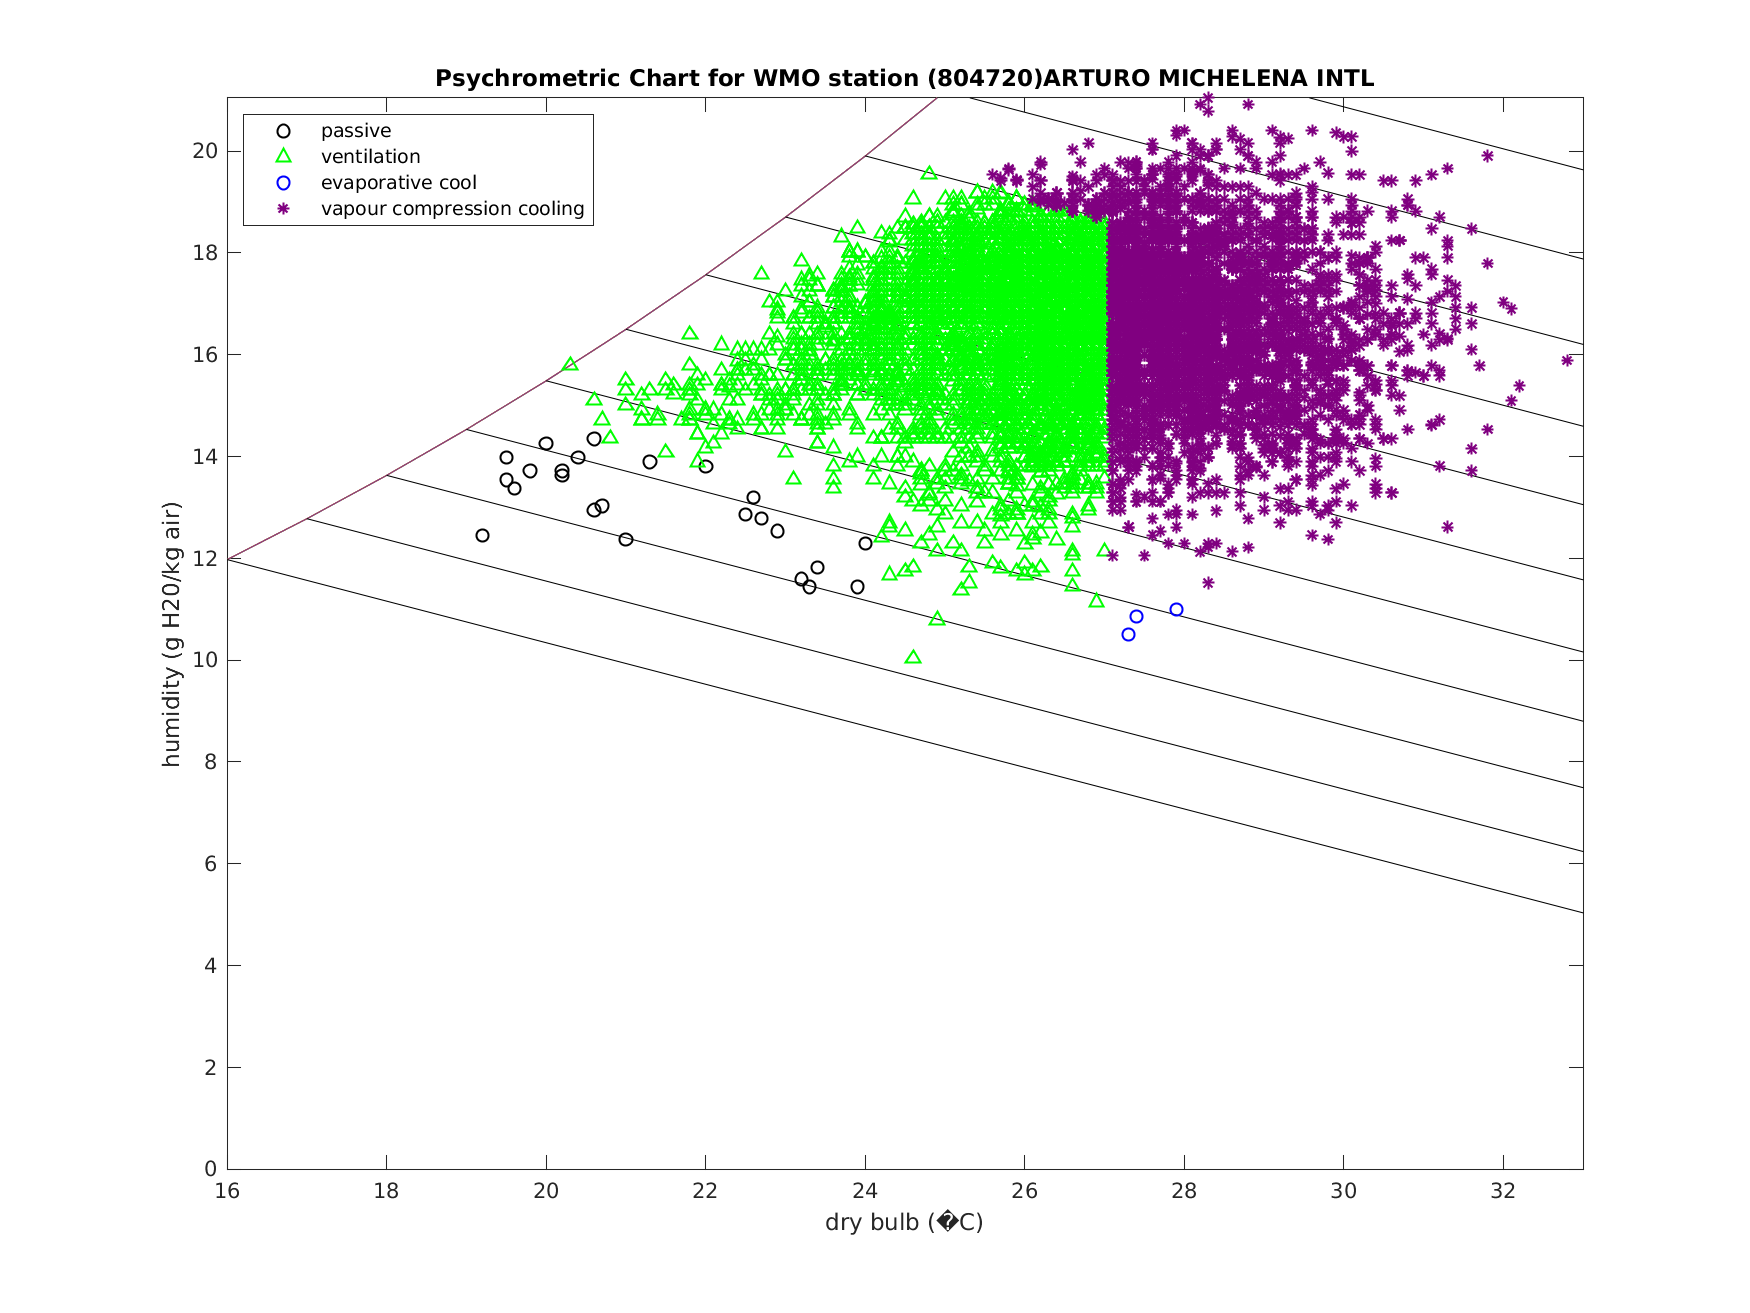 Psychrometric Chart for WMO station (804720)ARTURO MICHELENA INTL
passive
ventilation
evaporative cool
vapour compression cooling
humidity (g H20/kg air)
20
18
16
14
12
10
8
6
4
2
0
16 18 20 22 24 26 28 30 32
dry bulb (�C)